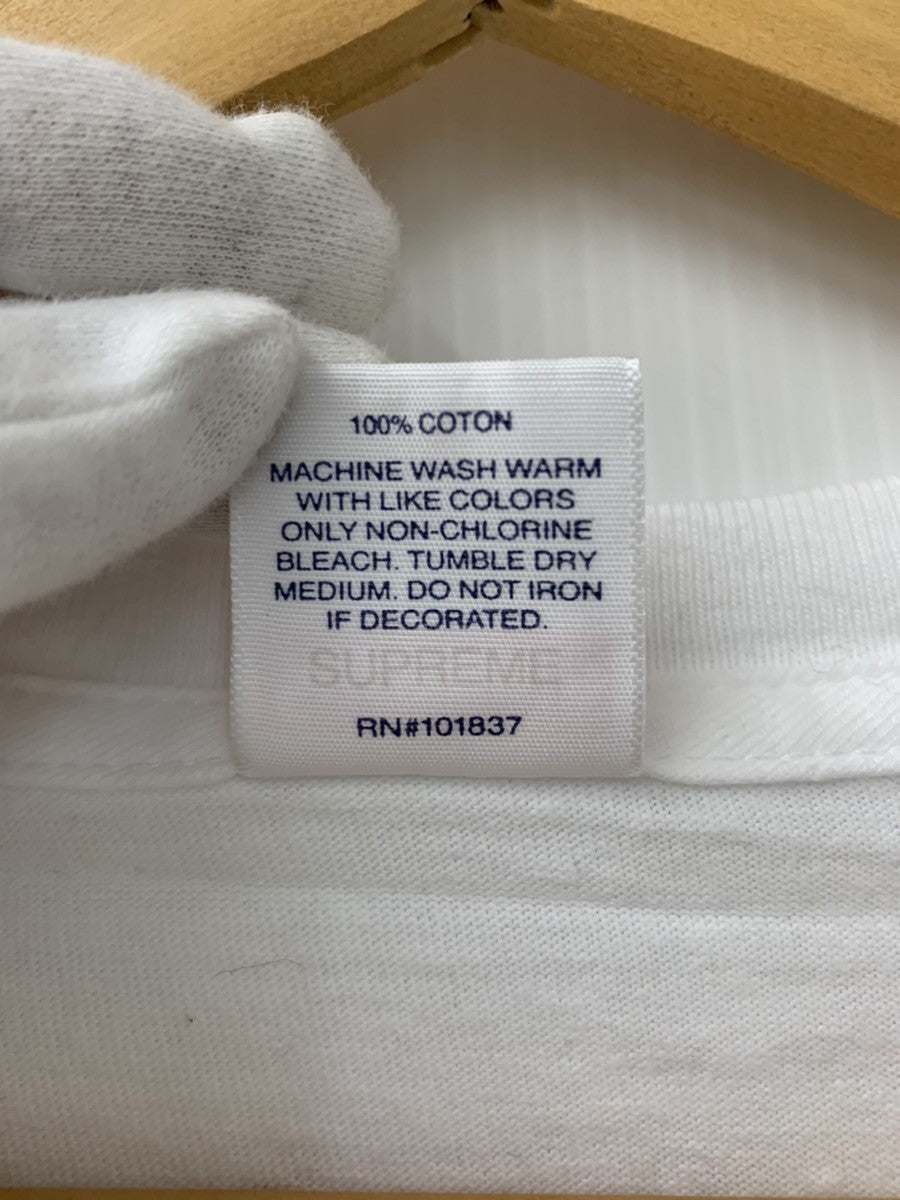 100% COTON
MACHINE WASH WARM
WITH LIKE COLORS
ONLY NON-CHLORINE
BLEACH. TUMBLE DRY
MEDIUM. DO NOT IRON
IF DECORATED.
SUPREME
RN#101837